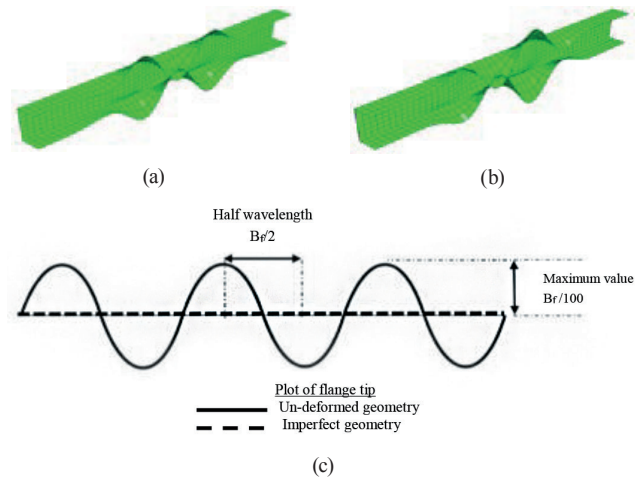 (a)
(b)
Half wavelength
Bf/2
Maximum value
Bf/100
Plot of flange tip
Un-deformed geometry
Imperfect geometry
(c)